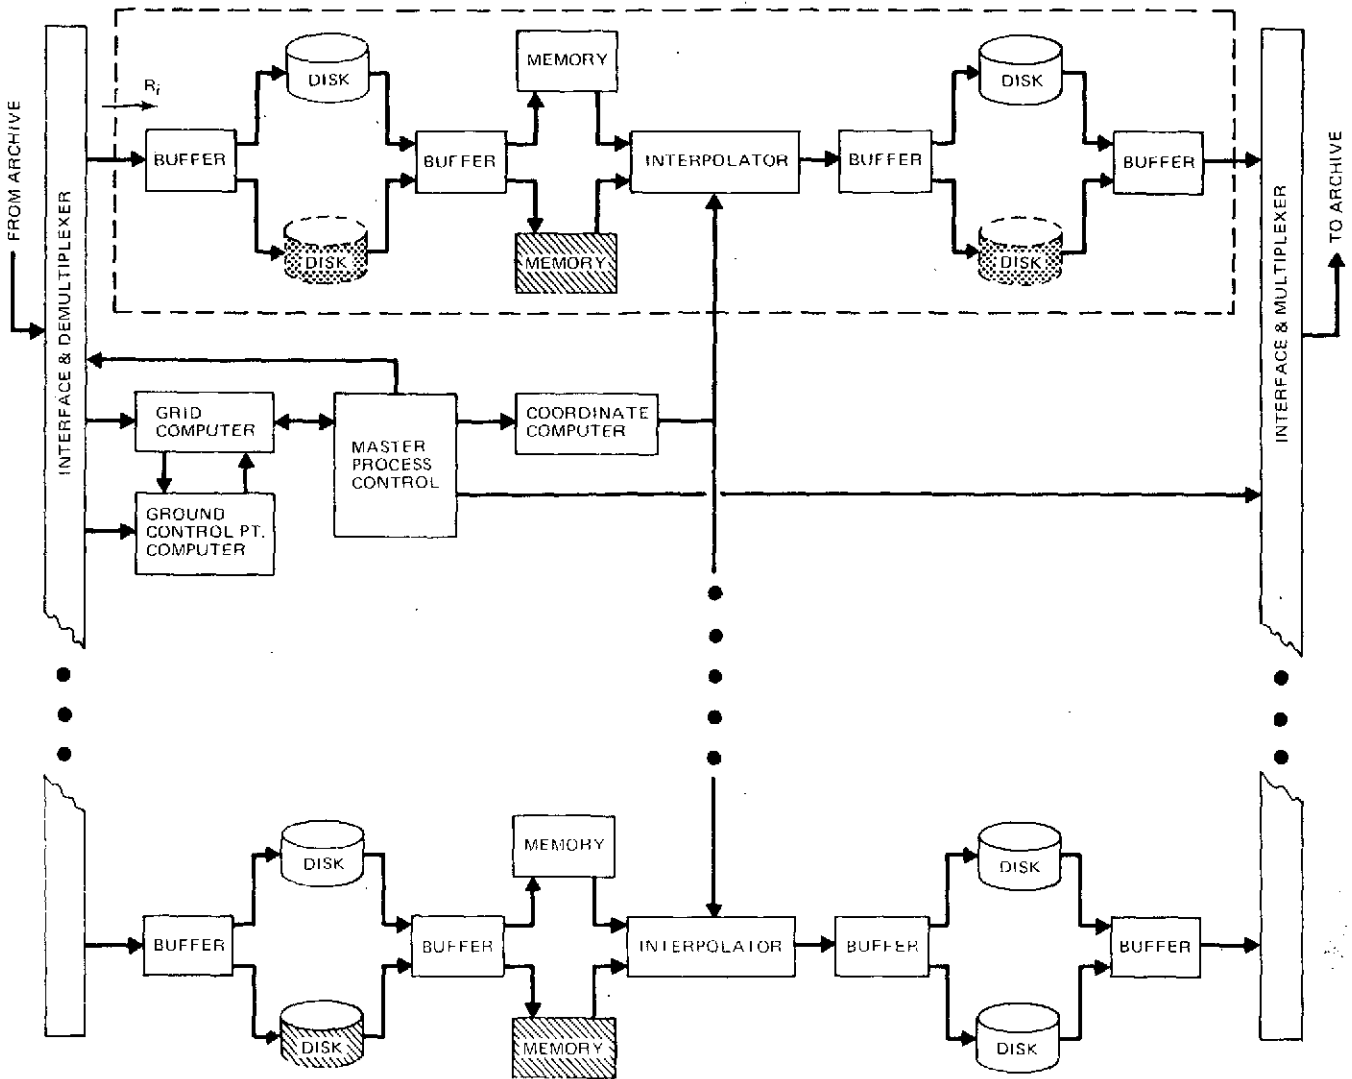 FROM ARCHIVE
INTERFACE & DEMULTIPLEXER
Ri
BUFFER
DISK
DISK
BUFFER
MEMORY
MEMORY
INTERPOLATOR
BUFFER
DISK
DISK
BUFFER
INTERFACE & MULTIPLEXER
TO ARCHIVE
GRID
COMPUTER
GROUND
CONTROL PT.
COMPUTER
MASTER
PROCESS
CONTROL
COORDINATE
COMPUTER
BUFFER
DISK
DISK
BUFFER
MEMORY
MEMORY
INTERPOLATOR
BUFFER
DISK
DISK
BUFFER